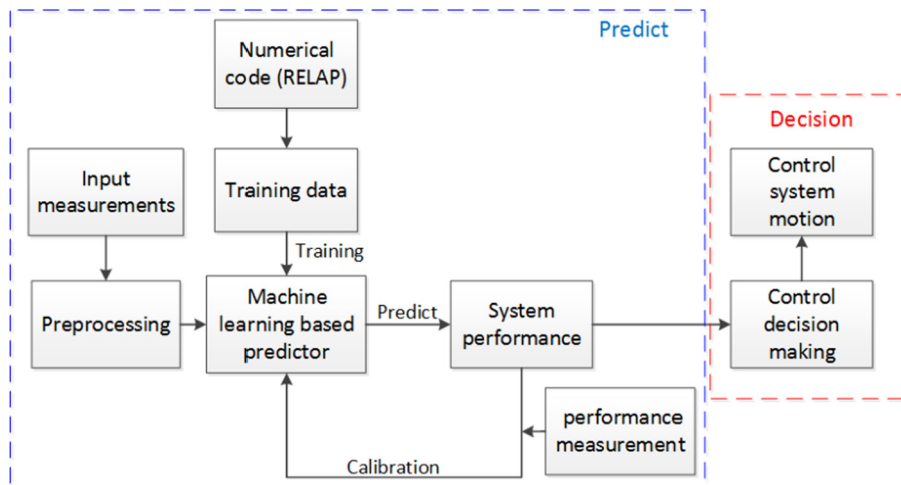 Predict
Numerical
code (RELAP)
Decision
Input
measurements
Training data
Control
system
motion
Training
Preprocessing
Machine
learning based
predictor
Predict
System
performance
Control
decision
making
performance
measurement
Calibration